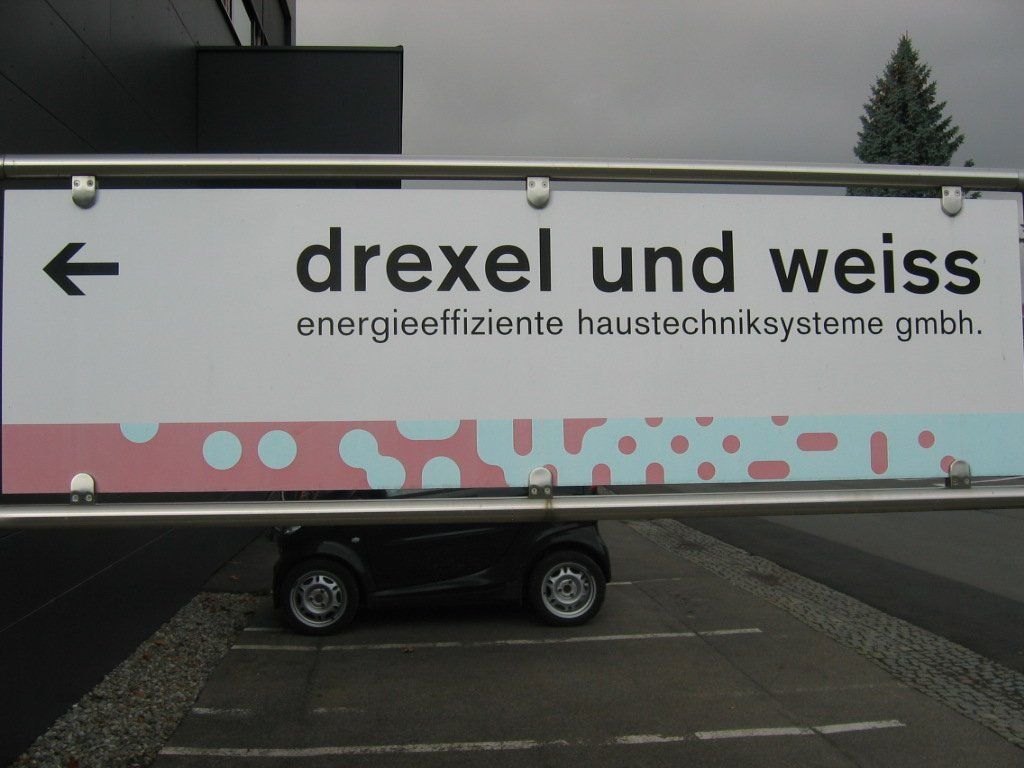 drexel und weiss
energieeffiziente haustechniksysteme gmbh.